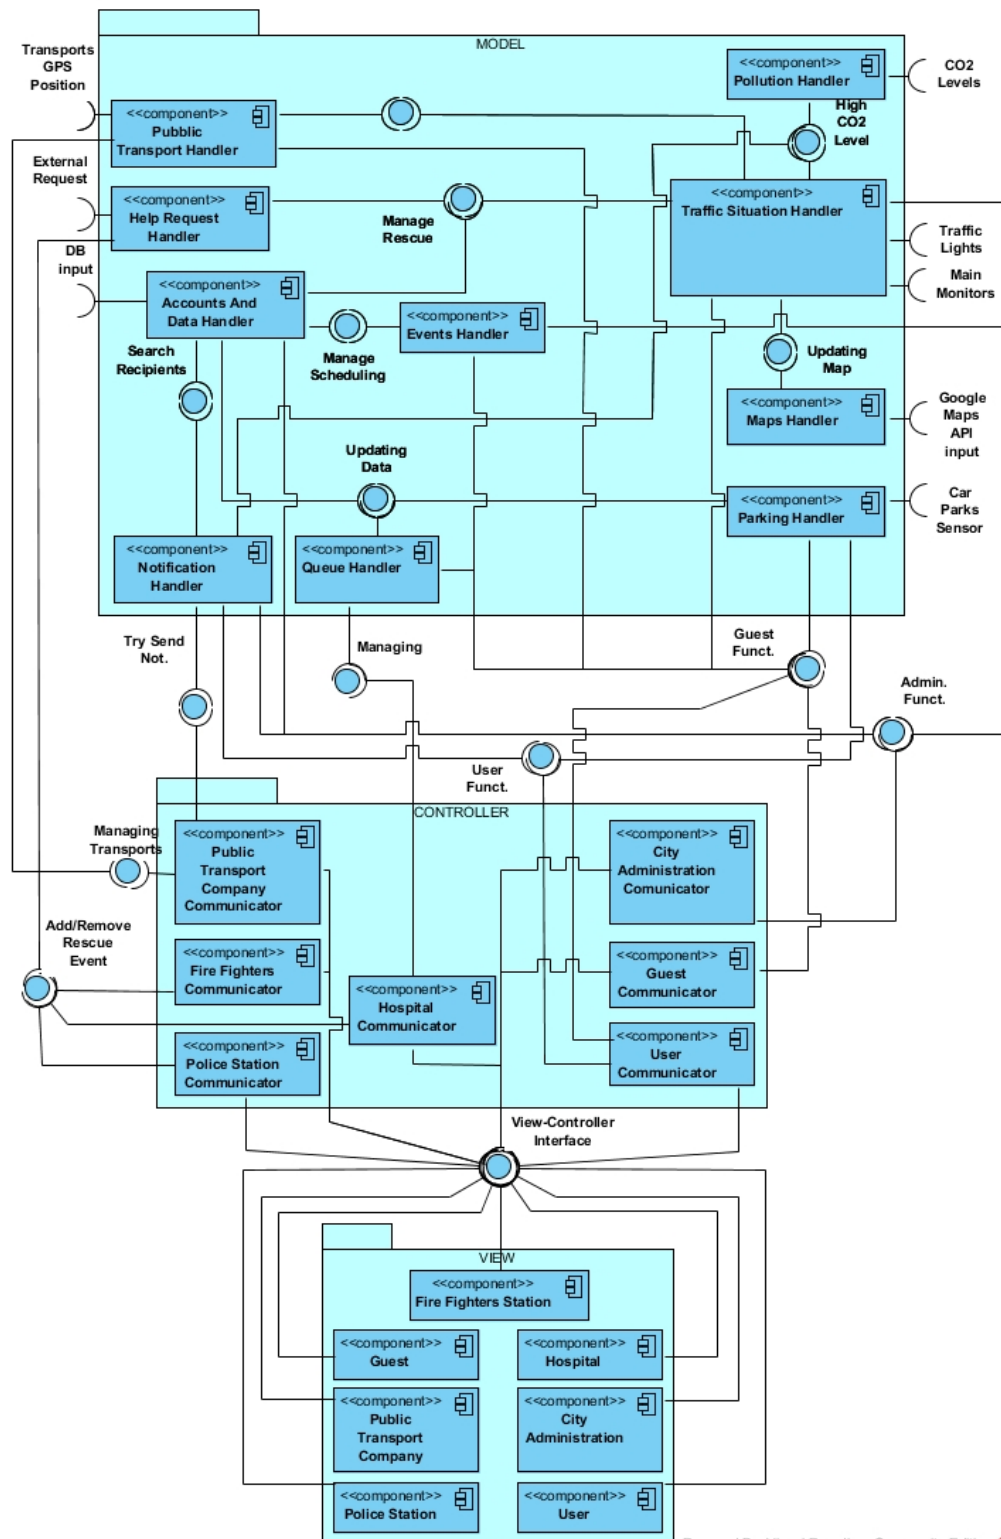 MODEL
Transports
GPS
Position
<<component>>
Pollution Handler
CO2
Levels
<<component>>
Pubblic
Transport Handler
High
CO2
Level
External
Request
<<component>>
Help Request
Handler
Manage
Rescue
<<component>>
Traffic Situation Handler
Traffic
Lights
DB
input
Main
Monitors
<<component>>
Accounts And
Data Handler
<<component>>
Events Handler
Search
Recipients
Manage
Scheduling
Updating
Map
<<component>>
Maps Handler
Google
Maps
API
input
Updating
Data
<<component>>
Parking Handler
Car
Parks
Sensor
<<component>>
Notification
Handler
<<component>>
Queue Handler
Try Send
Not.
Managing
Guest
Funct.
Admin.
Funct.
User
Funct.
CONTROLLER
Managing
Transports
<<component>>
Public
Transport
Company
Communicator
<<component>>
City
Administration
Comunicator
Add/Remove
Rescue
Event
<<component>>
Fire Fighters
Communicator
<<component>>
Guest
Communicator
<<component>>
Hospital
Communicator
<<component>>
Police Station
Communicator
<<component>>
User
Communicator
View-Controller
Interface
VIEW
<<component>>
Fire Fighters Station
<<component>>
Guest
<<component>>
Hospital
<<component>>
Public
Transport
Company
<<component>>
City
Administration
<<component>>
Police Station
<<component>>
User